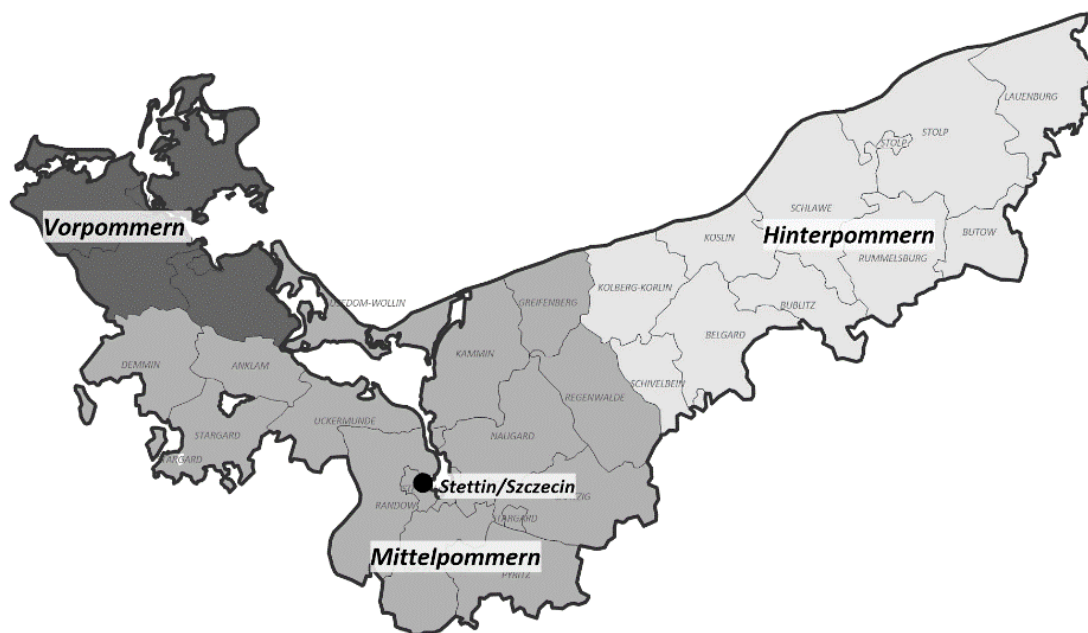 LAUENBURG
STOLP
STOLP
SCHLAWE
Vorpommern
Hinterpommern
BUTOW
KOSLIN
RUMMELSBURG
KOLBERG-KORLIN
USEDOM-WOLLIN
GREIFENBERG
BUBLITZ
BELGARD
KAMMIN
DEMMIN
ANKLAM
SCHIVELBEIN
REGENWALDE
UCKERMUNDE
STARGARD
NAUGARD
Stettin/Szczecin
RANDOW
STARGARD
Mittelpommern
PYRITZ